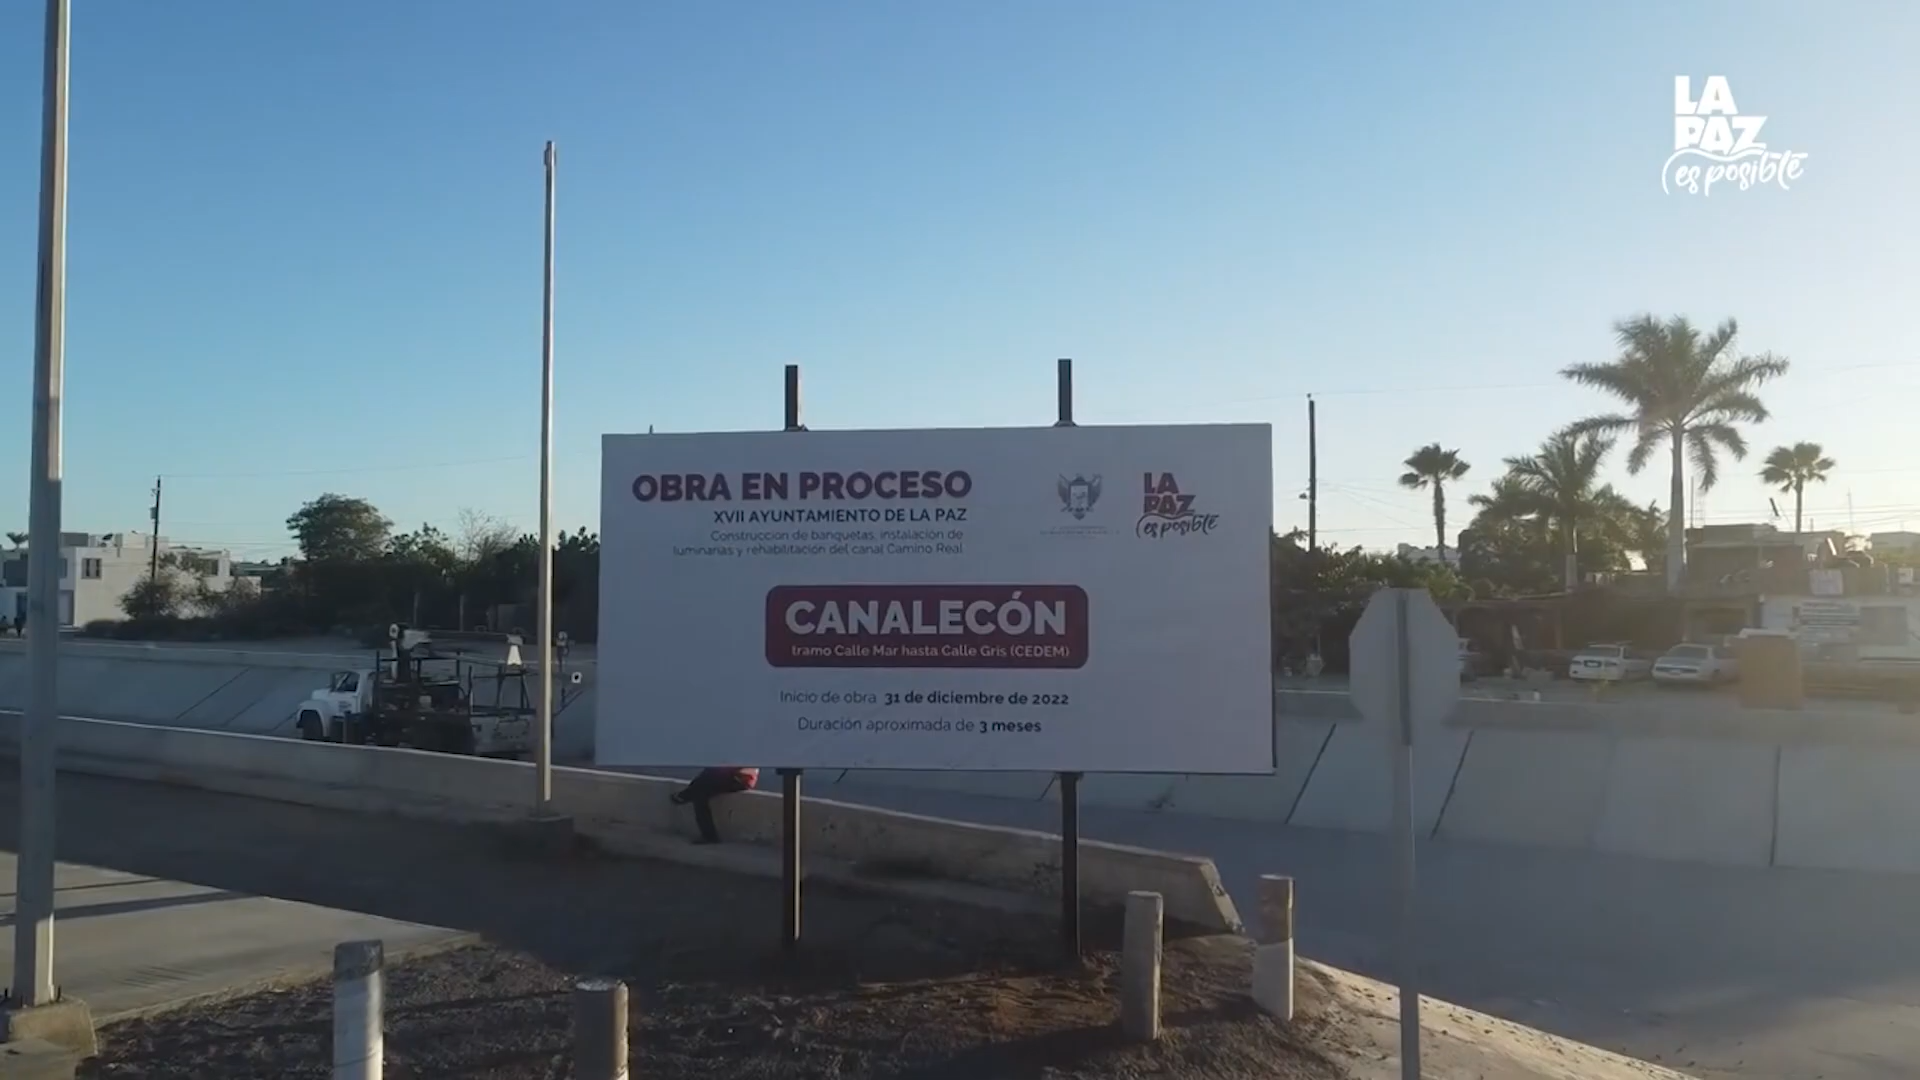 LA
PAZ
es posible
OBRA EN PROCESO
XVII AYUNTAMIENTO DE LA PAZ
Construcción de banquetas, instalación de
luminarias y rehabilitación del canal Camino Real
LA
PAZ
es posible
CANALECÓN
tramo Calle Mar hasta Calle Gris (CEDEM)
Inicio de obra 31 de diciembre de 2022
Duración aproximada de 3 meses